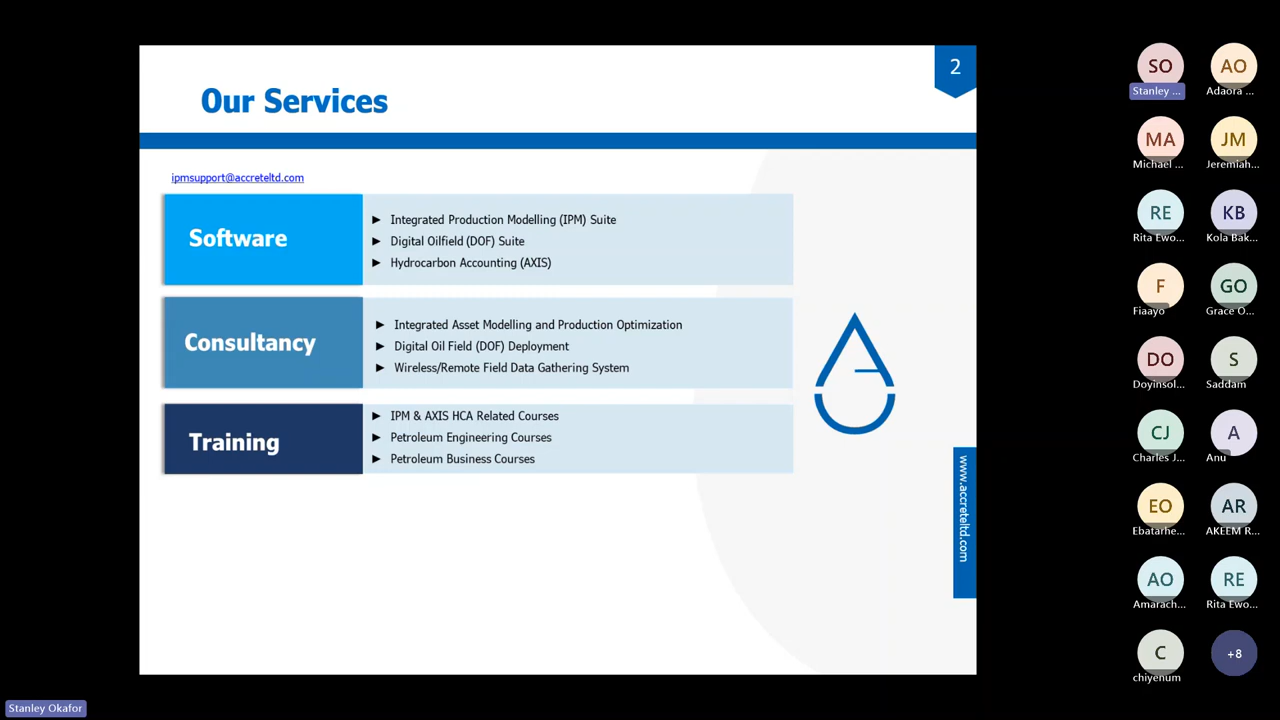 2
Our Services
ipmsupport@accreteltd.com
Software
► Integrated Production Modelling (IPM) Suite
► Digital Oilfield (DOF) Suite
► Hydrocarbon Accounting (AXIS)
Consultancy
► Integrated Asset Modelling and Production Optimization
► Digital Oil Field (DOF) Deployment
► Wireless/Remote Field Data Gathering System
Training
► IPM & AXIS HCA Related Courses
► Petroleum Engineering Courses
► Petroleum Business Courses
www.accreteltd.com
SO
Stanley ...
AO
Adaora ...
MA
Michael ...
JM
Jeremiah...
RE
Rita Ewo...
KB
Kola Bak...
F
Fiaayo
GO
Grace O...
DO
Doyinsol...
S
Saddam
CJ
Charles J...
A
Anu
EO
Ebatarhe...
AR
AKEEM R...
AO
Amarach...
RE
Rita Ewo...
C
chiyenum
+8
Stanley Okafor